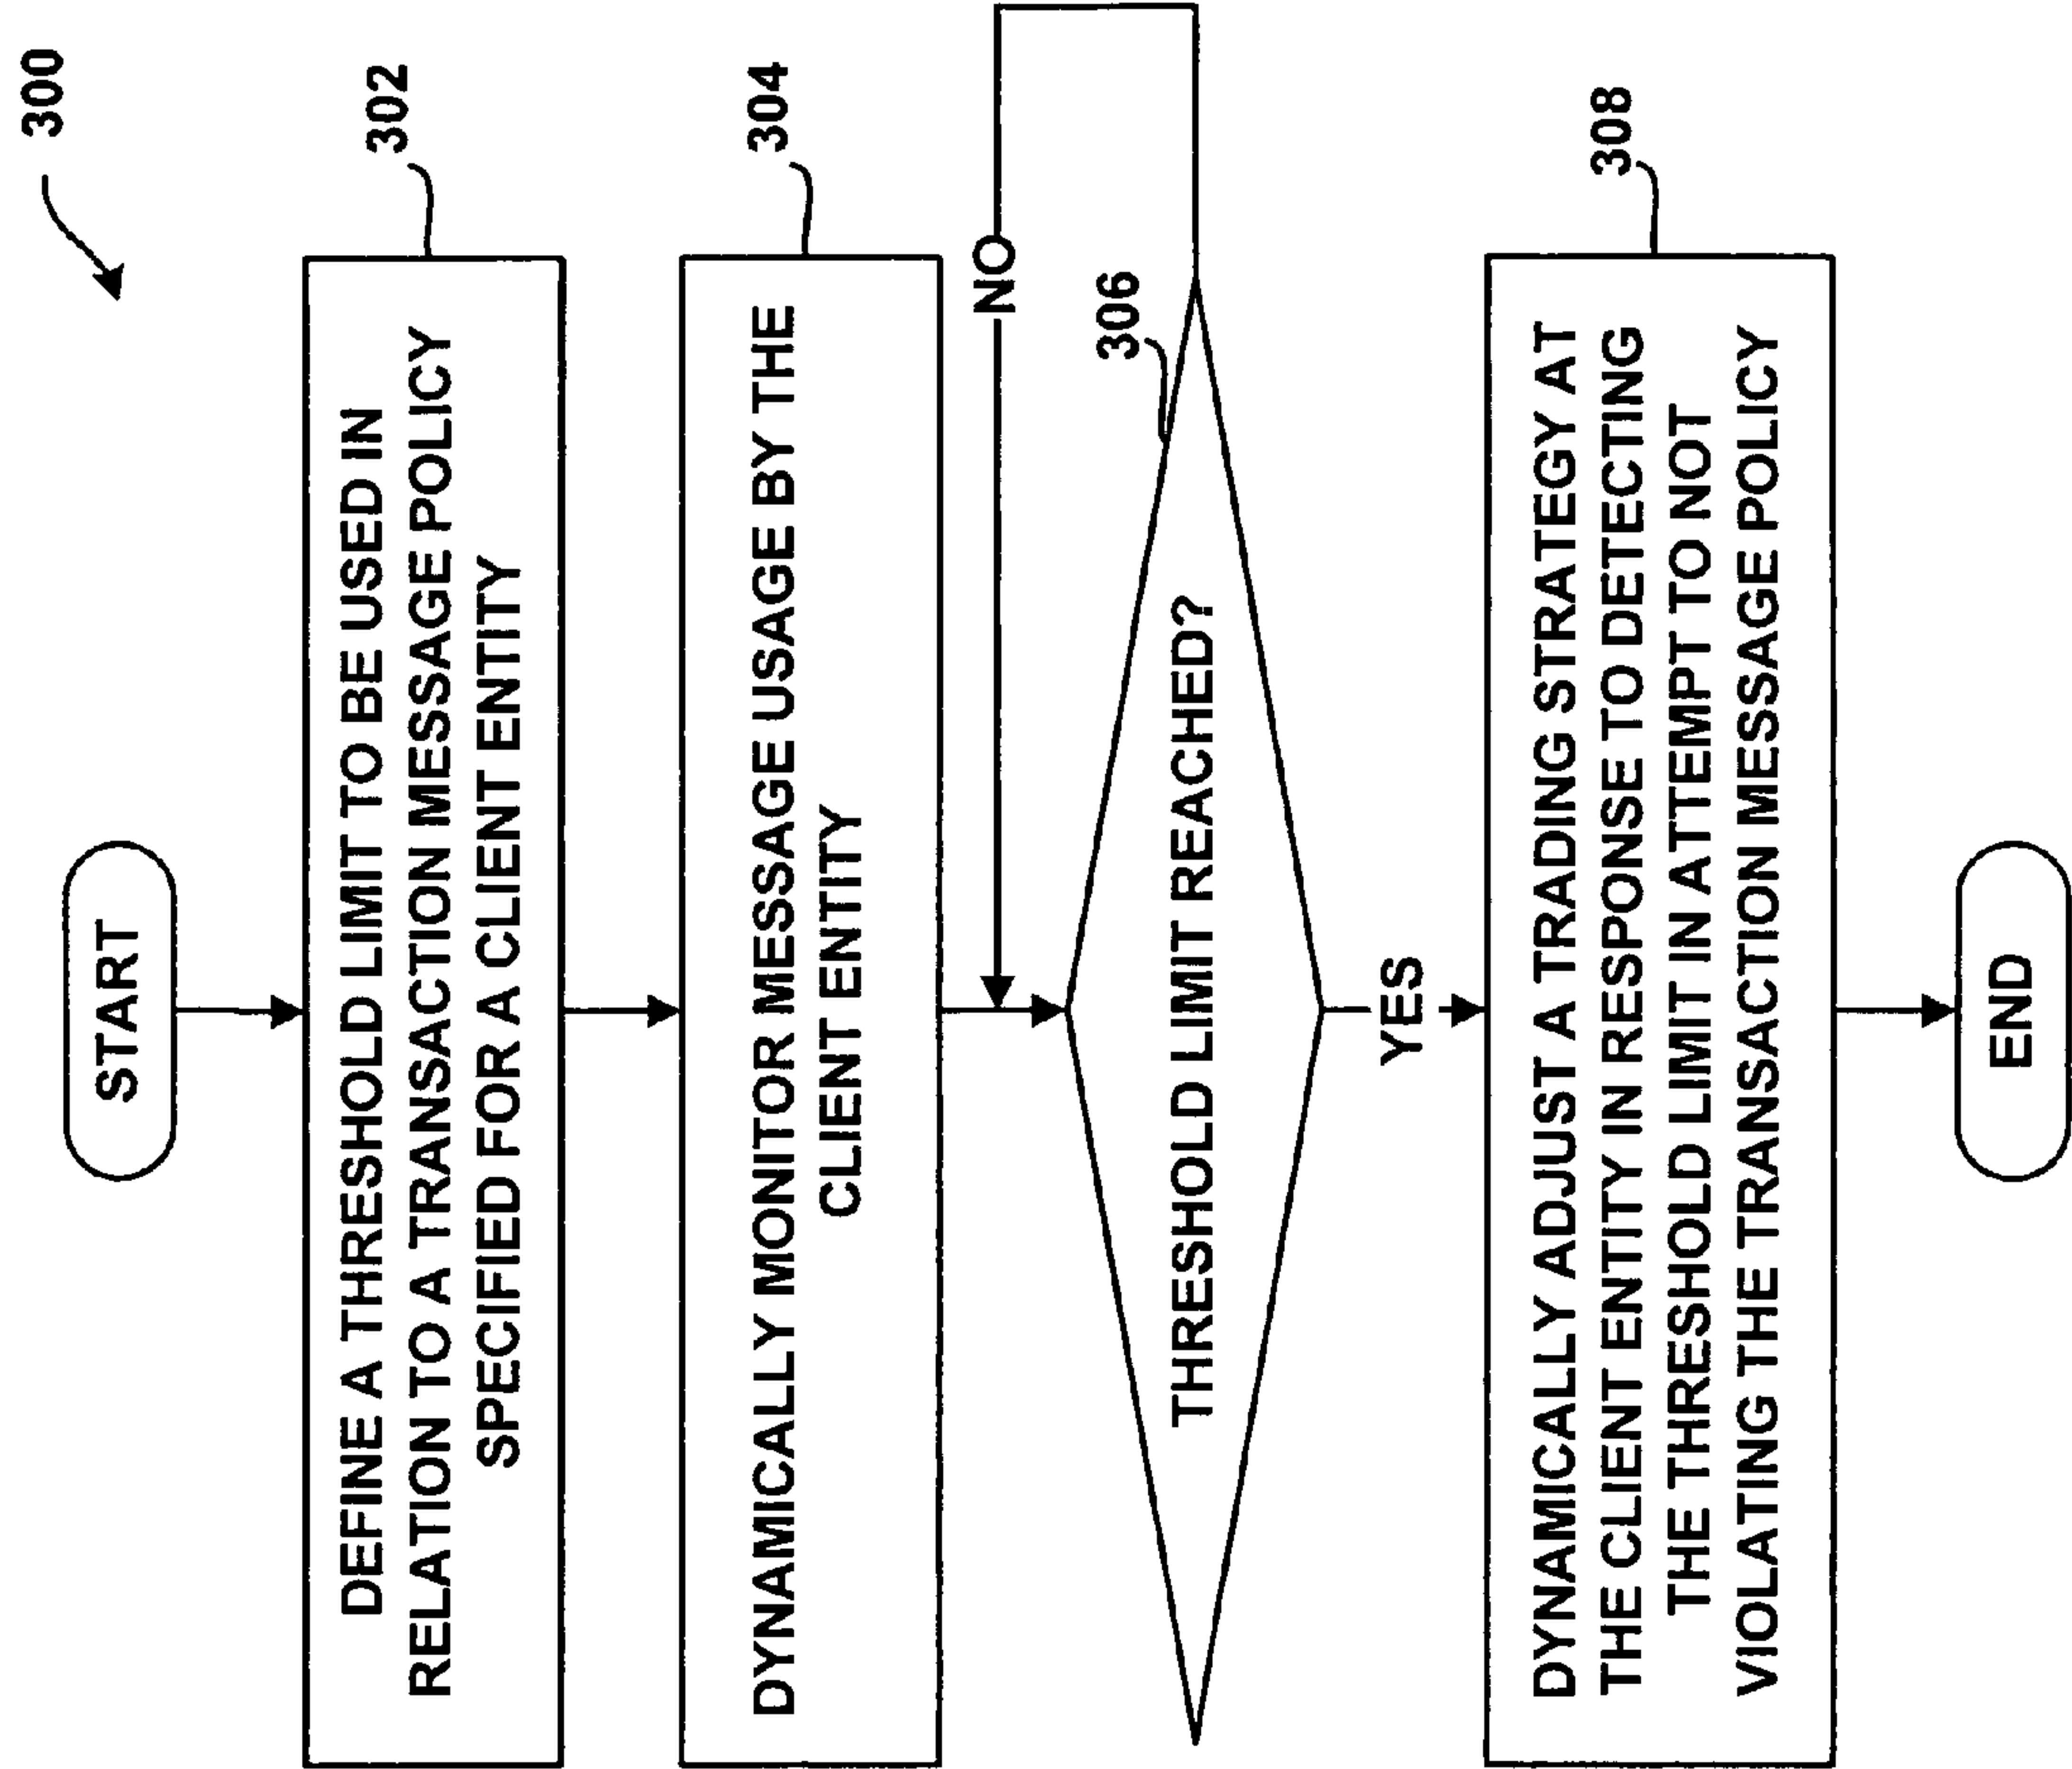 300
START
302
DEFINE A THRESHOLD LIMIT TO BE USED IN
RELATION TO A TRANSACTION MESSAGE POLICY
SPECIFIED FOR A CLIENT ENTITY
304
DYNAMICALLY MONITOR MESSAGE USAGE BY THE
CLIENT ENTITY
NO
306
THRESHOLD LIMIT REACHED?
YES
308
DYNAMICALLY ADJUST A TRADING STRATEGY AT
THE CLIENT ENTITY IN RESPONSE TO DETECTING
THE THRESHOLD LIMIT IN ATTEMPT TO NOT
VIOLATING THE TRANSACTION MESSAGE POLICY
END